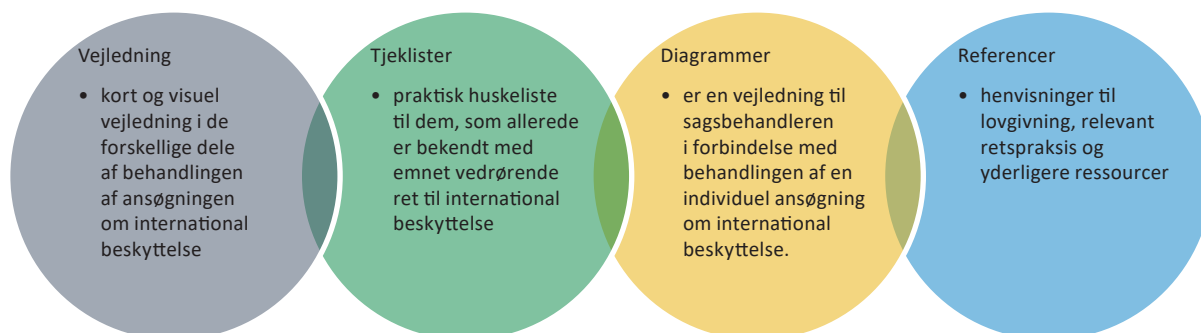 Vejledning
• kort og visuel
vejledning i de
forskellige dele
af behandlingen
af ansøgningen
om international
beskyttelse
Tjeklister
• praktisk huskeliste
til dem, som allerede
er bekendt med
emnet vedrørende
ret til international
beskyttelse
Diagrammer
• er en vejledning til
sagsbehandleren
i forbindelse med
behandlingen af en
individuel ansøgning
om international
beskyttelse.
Referencer
• henvisninger til
lovgivning, relevant
retspraksis og
yderligere ressourcer